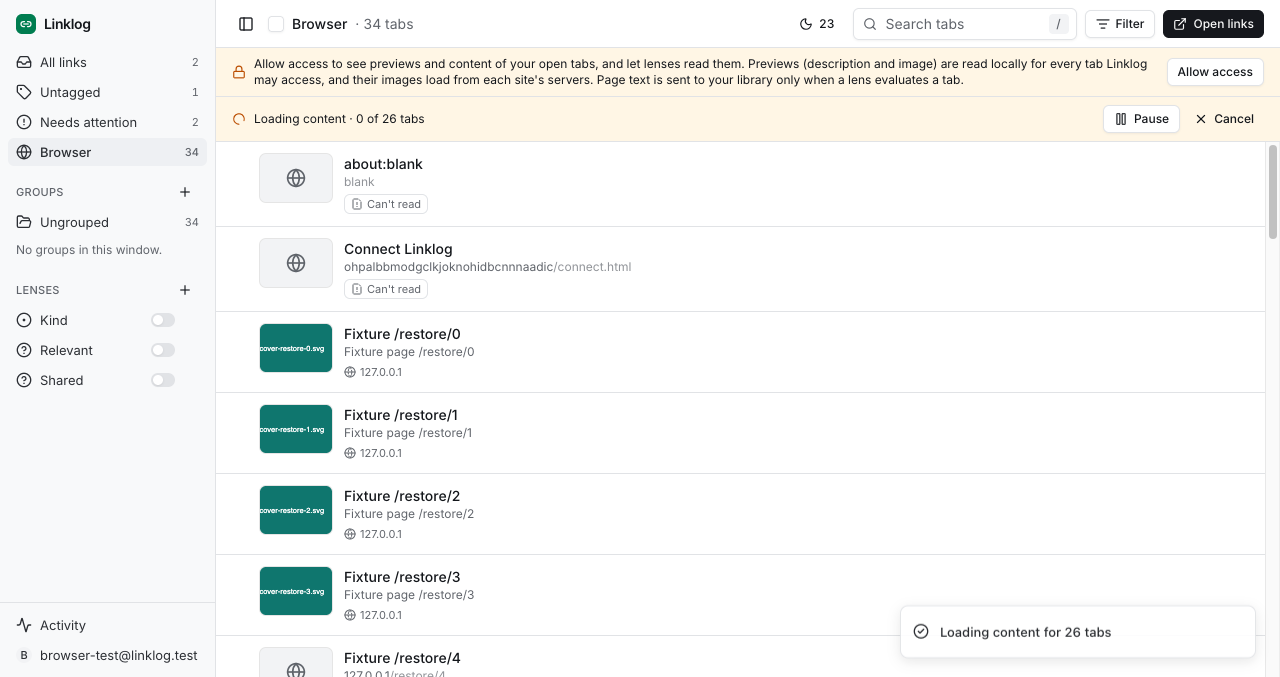 Linklog
All links 2
Untagged 1
Needs attention 2
Browser 34
GROUPS
Ungrouped 34
No groups in this window.
LENSES
Kind
Relevant
Shared
Activity
B browser-test@linklog.test
Browser · 34 tabs
23
Search tabs /
Filter
Open links
Allow access to see previews and content of your open tabs, and let lenses read them. Previews (description and image) are read locally for every tab Linklog
may access, and their images load from each site's servers. Page text is sent to your library only when a lens evaluates a tab.
Allow access
Loading content · 0 of 26 tabs
Pause
Cancel
about:blank
blank
Can't read
Connect Linklog
ohpalbbmodgclkjoknohidbcnnnaadic/connect.html
Can't read
cover-restore-0.svg
Fixture /restore/0
Fixture page /restore/0
127.0.0.1
cover-restore-1.svg
Fixture /restore/1
Fixture page /restore/1
127.0.0.1
cover-restore-2.svg
Fixture /restore/2
Fixture page /restore/2
127.0.0.1
cover-restore-3.svg
Fixture /restore/3
Fixture page /restore/3
127.0.0.1
Fixture /restore/4
127.0.0.1/restore/4
Loading content for 26 tabs